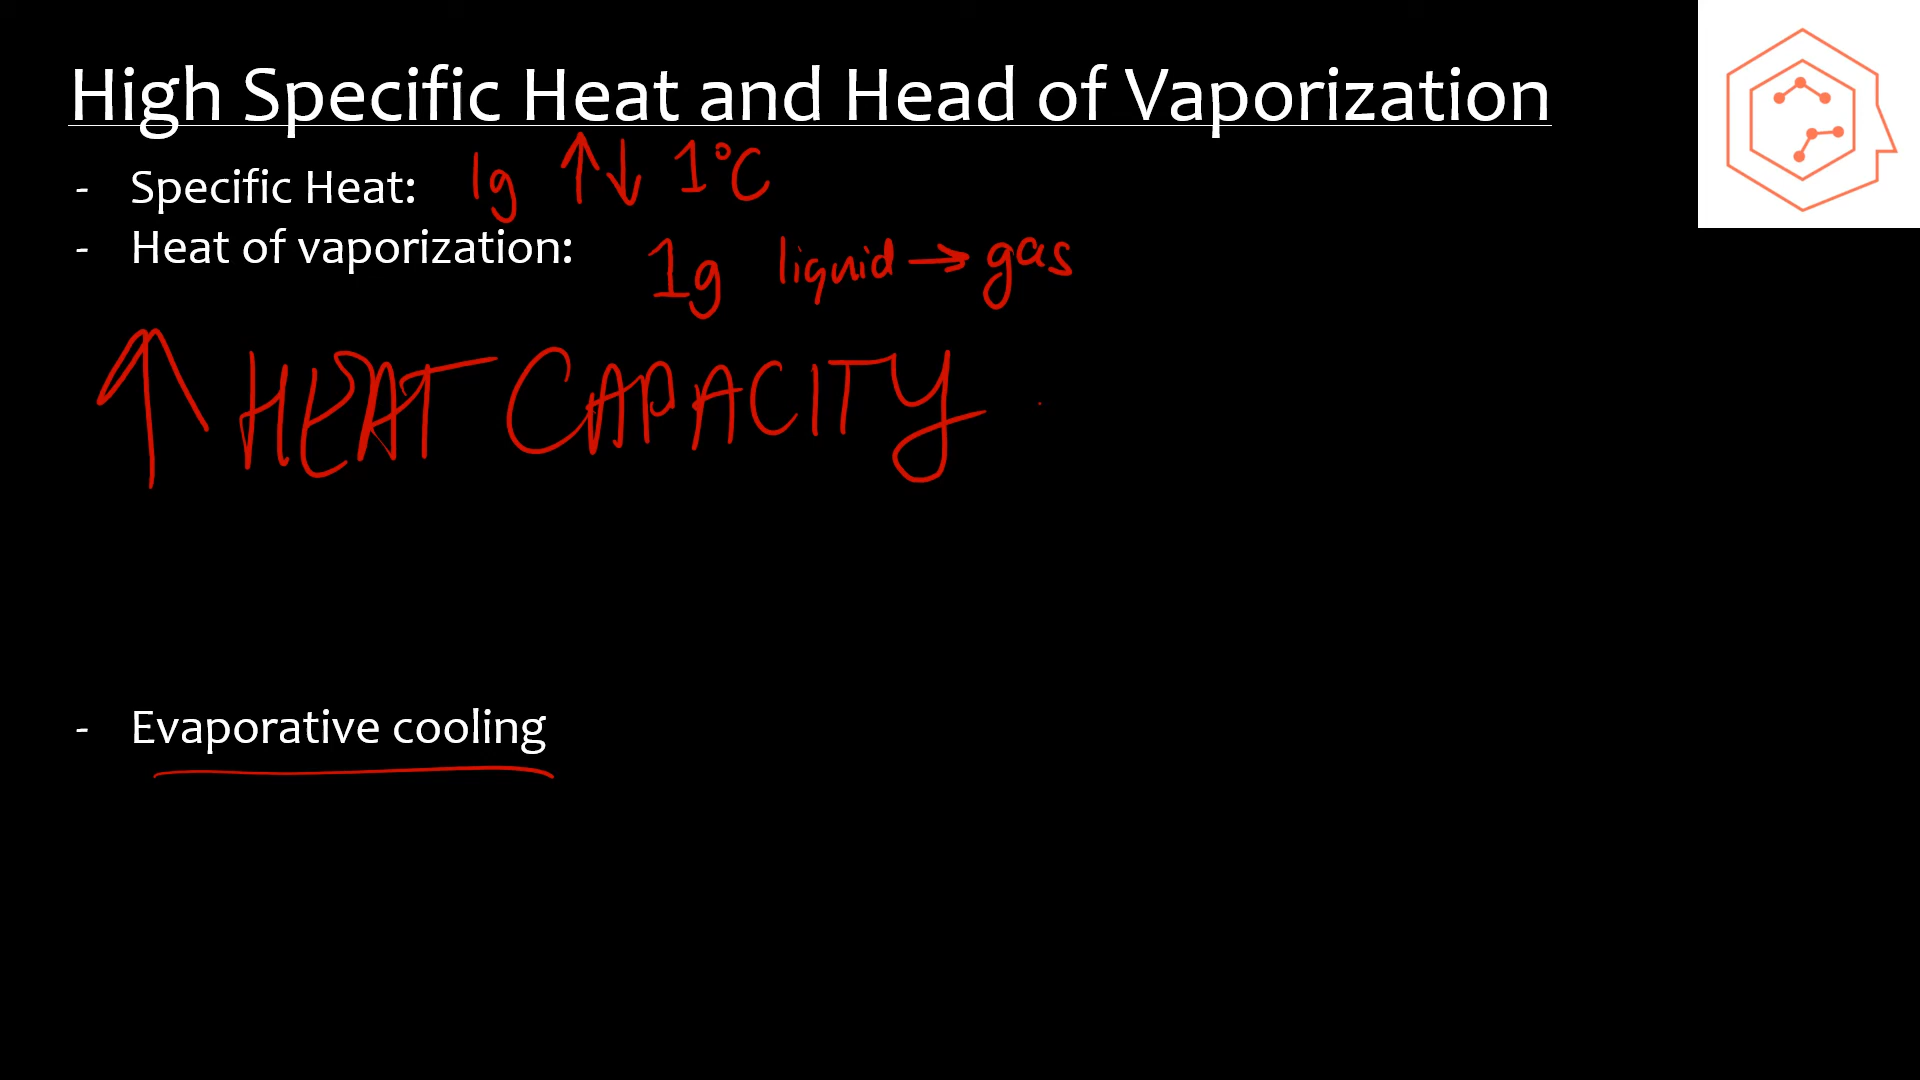 High Specific Heat and Head of Vaporization
- Specific Heat: 1g ↑↓ 1°C
- Heat of vaporization: 1g liquid → gas
↑ HEAT CAPACITY
- Evaporative cooling